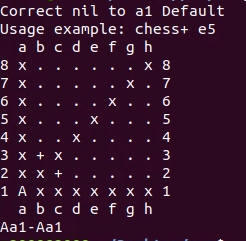 Correct nil to a1 Default
Usage example: chess+ e5
  a b c d e f g h
8 x . . . . . . x 8
7 x . . . . . x . 7
6 x . . . . x . . 6
5 x . . . x . . . 5
4 x . . x . . . . 4
3 x + x . . . . . 3
2 x x + . . . . . 2
1 A x x x x x x x 1
  a b c d e f g h
Aa1-Aa1